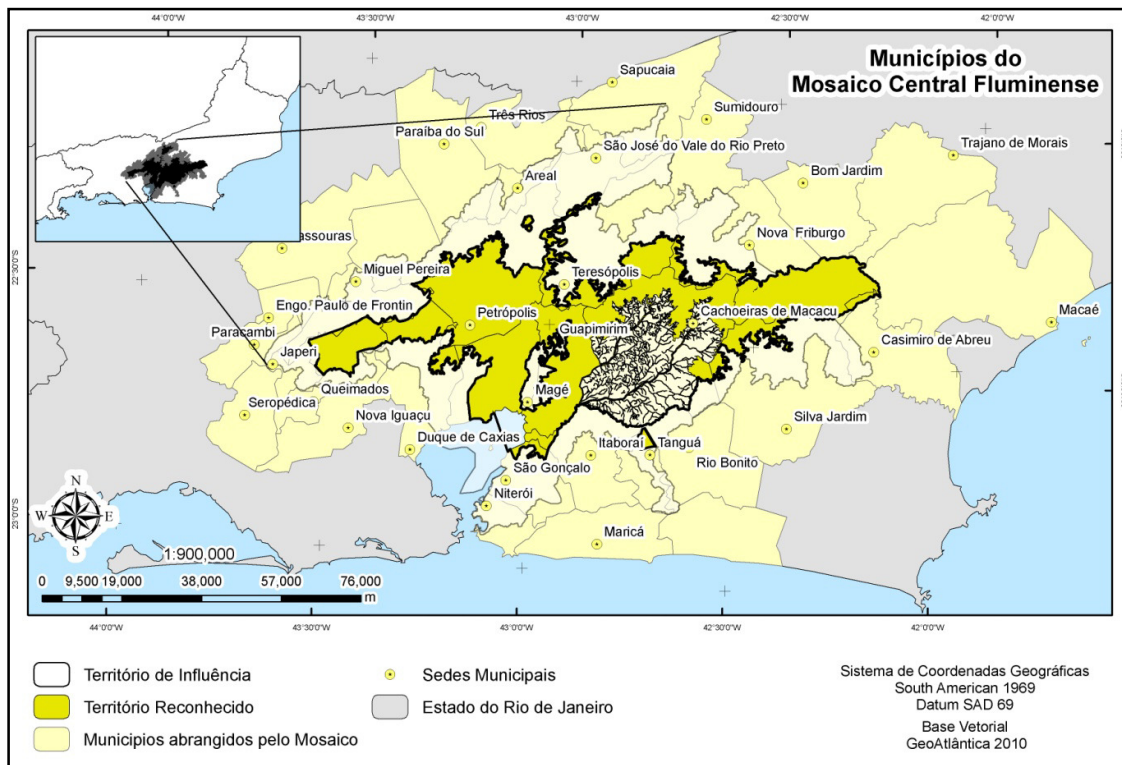 44°0'0"W
43°30'0"W
43°0'0"W
42°30'0"W
42°0'0"W
Municípios do
Mosaico Central Fluminense
Sapucaia
Três Rios
Sumidouro
Paraíba do Sul
São José do Vale do Rio Preto
Trajano de Morais
Areal
Bom Jardim
assouras
Nova Friburgo
22°30'0"S
Miguel Pereira
Teresópolis
Engo. Paulo de Frontin
Petrópolis
Cachoeiras de Macacu
Macaé
Guapimirim
Paracambi
Casimiro de Abreu
Japeri
Queimados
Magé
Seropédica
Nova Iguaçu
Silva Jardim
Duque de Caxias
Itaboraí
Tanguá
Rio Bonito
São Gonçalo
Niterói
23°0'0"S
N
W
E
S
Maricá
1:900,000
0 9,500 19,000 38,000 57,000 76,000
m
44°0'0"W
43°30'0"W
43°0'0"W
42°30'0"W
42°0'0"W
Território de Influência
Território Reconhecido
Municipios abrangidos pelo Mosaico
Sedes Municipais
Estado do Rio de Janeiro
Sistema de Coordenadas Geográficas
South American 1969
Datum SAD 69
Base Vetorial
GeoAtlântica 2010